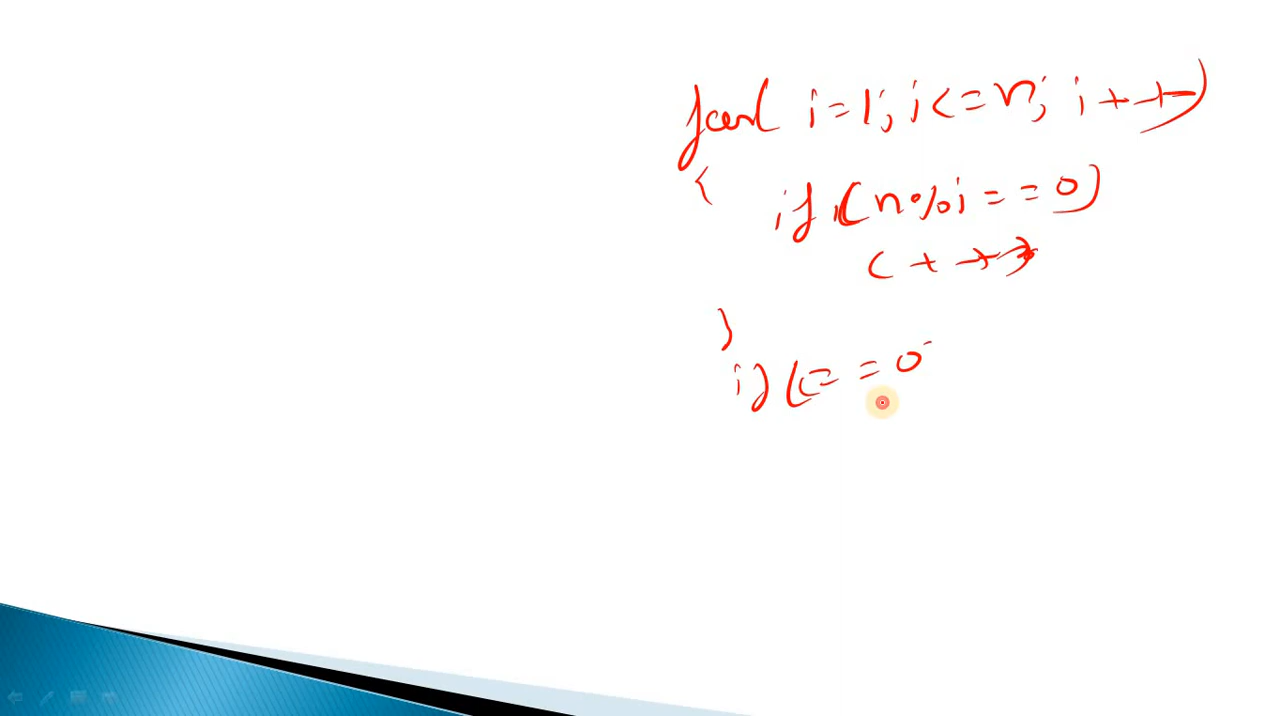 for( i=1; i<=n; i++)
{
if (n%i==0)
c++;
}
if(c==0